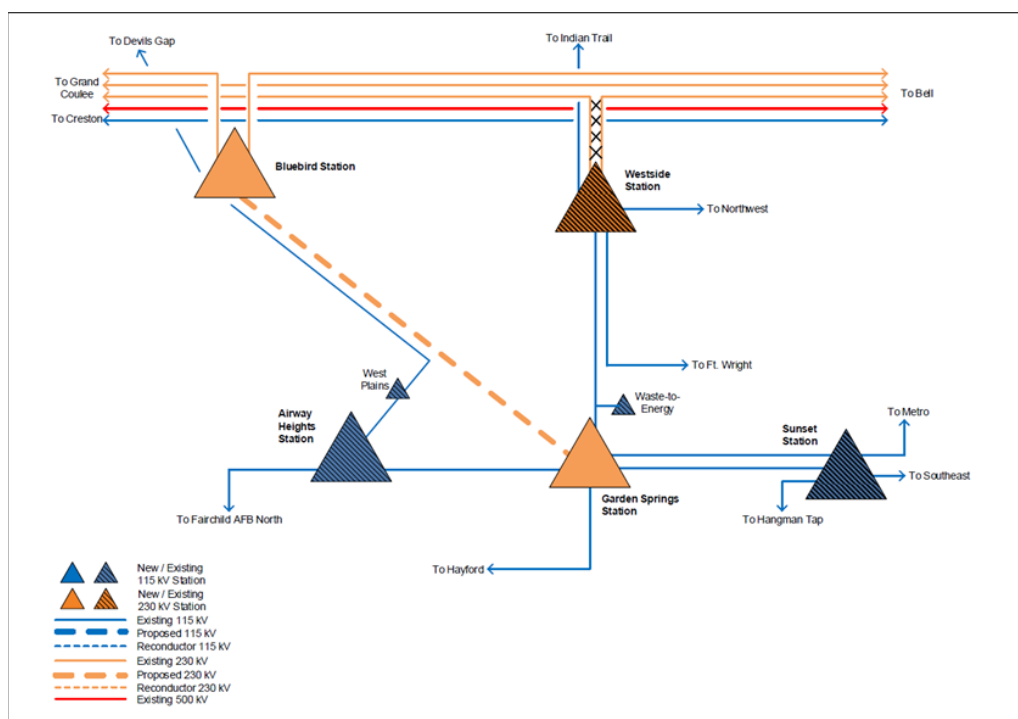 To Devils Gap
To Indian Trail
To Grand
Coulee
To Bell
To Creston
Bluebird Station
Westside
Station
To Northwest
To Ft. Wright
West
Plains
Waste-to-
Energy
Airway
Heights
Station
Sunset
Station
To Metro
To Southeast
Garden Springs
Station
To Fairchild AFB North
To Hangman Tap
To Hayford
New / Existing
115 kV Station
New / Existing
230 kV Station
Existing 115 kV
Proposed 115 kV
Reconductor 115 kV
Existing 230 kV
Proposed 230 kV
Reconductor 230 kV
Existing 500 kV